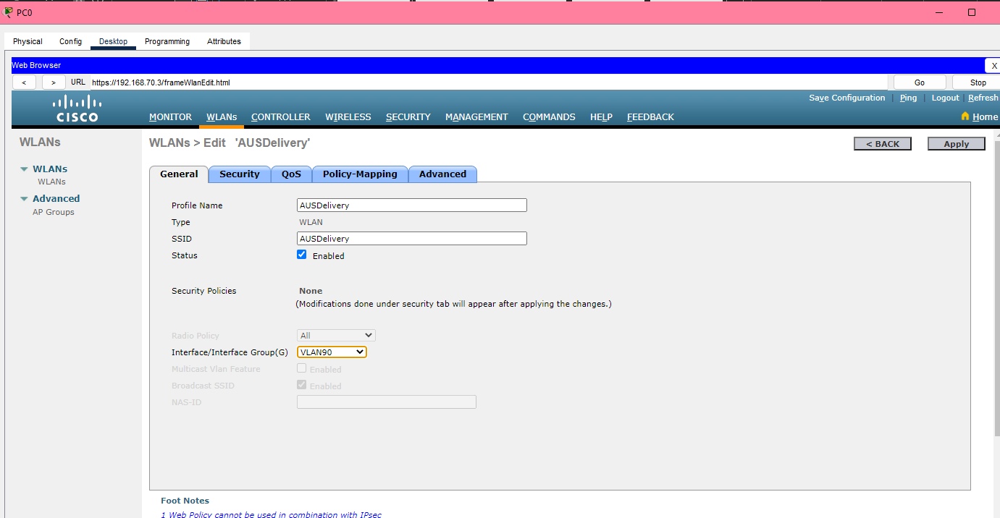 PC0
Physical Config Desktop Programming Attributes
Web Browser X
< > URL https://192.168.70.3/frameWlanEdit.html Go Stop
Save Configuration | Ping | Logout | Refresh
CISCO MONITOR WLANs CONTROLLER WIRELESS SECURITY MANAGEMENT COMMANDS HELP FEEDBACK Home
WLANs
WLANs
WLANs
Advanced
AP Groups
WLANs > Edit 'AUSDelivery' < BACK Apply
General Security QoS Policy-Mapping Advanced
Profile Name AUSDelivery
Type WLAN
SSID AUSDelivery
Status Enabled
Security Policies None
(Modifications done under security tab will appear after applying the changes.)
Radio Policy All
Interface/Interface Group(G) VLAN90
Multicast Vlan Feature Enabled
Broadcast SSID Enabled
NAS-ID
Foot Notes
1 Web Policy cannot be used in combination with IPsec